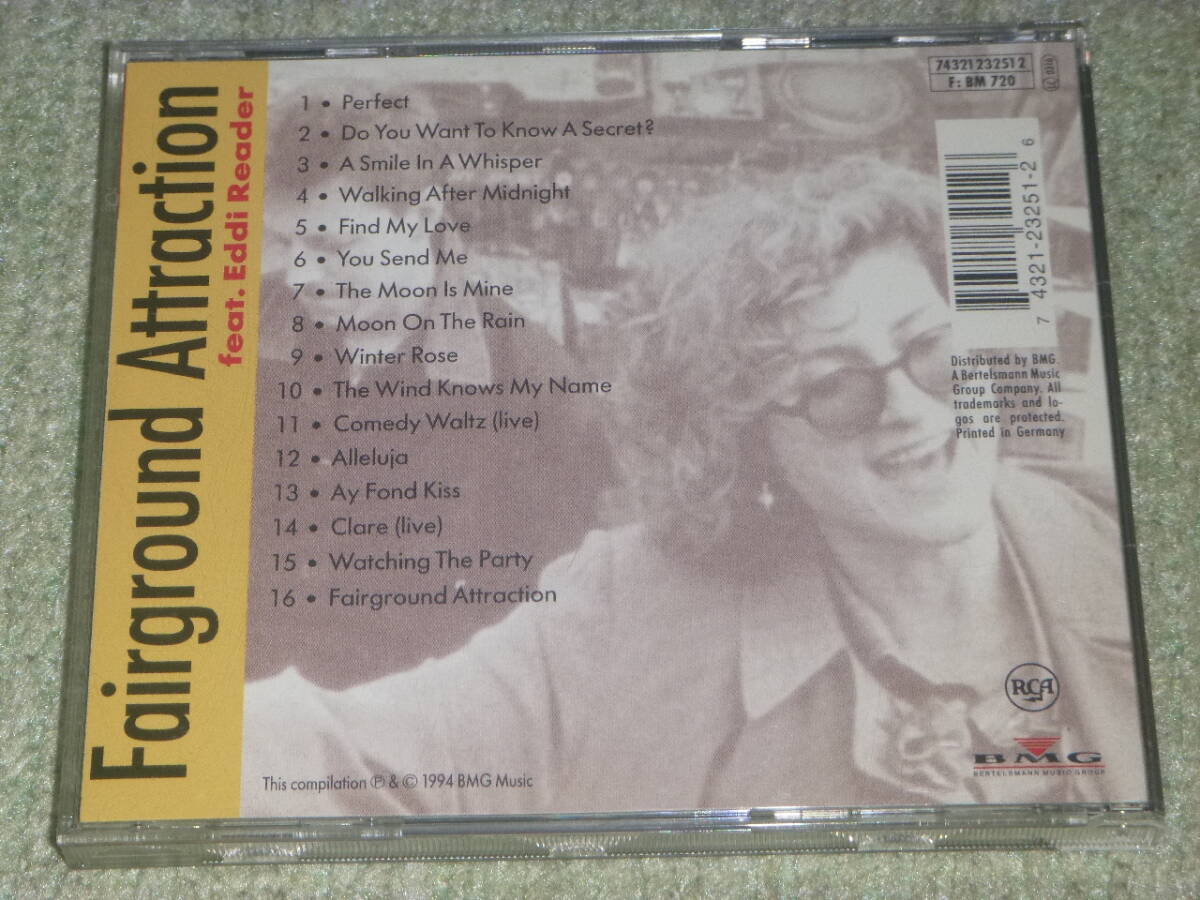 Fairground Attraction
feat. Eddi Reader
1 • Perfect
2 • Do You Want To Know A Secret?
3 • A Smile In A Whisper
4 • Walking After Midnight
5 • Find My Love
6 • You Send Me
7 • The Moon Is Mine
8 • Moon On The Rain
9 • Winter Rose
10 • The Wind Knows My Name
11 • Comedy Waltz (live)
12 • Alleluja
13 • Ay Fond Kiss
14 • Clare (live)
15 • Watching The Party
16 • Fairground Attraction
This compilation ℗ & © 1994 BMG Music
74321232512
F: BM 720
7 4321-23251-2 6
Distributed by BMG.
A Bertelsmann Music
Group Company. All
trademarks and lo-
gos are protected.
Printed in Germany
RCA
BMG
BERTELSMANN MUSIC GROUP